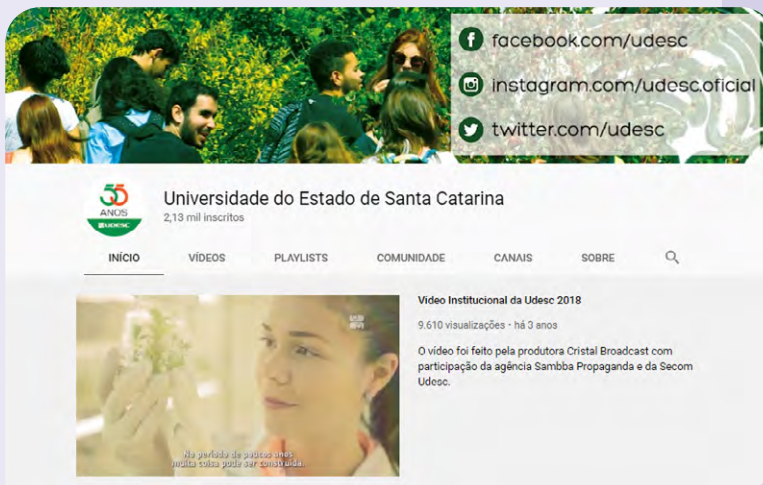 facebook.com/udesc
instagram.com/udesc.oficial
twitter.com/udesc
55
ANOS
UDESC
Universidade do Estado de Santa Catarina
2,13 mil inscritos
INÍCIO VÍDEOS PLAYLISTS COMUNIDADE CANAIS SOBRE
Vídeo Institucional da Udesc 2018
9.610 visualizações - há 3 anos
O vídeo foi feito pela produtora Cristal Broadcast com
participação da agência Sambba Propaganda e da Secom
Udesc.
No período de poucos anos
muita coisa pode ser construída.